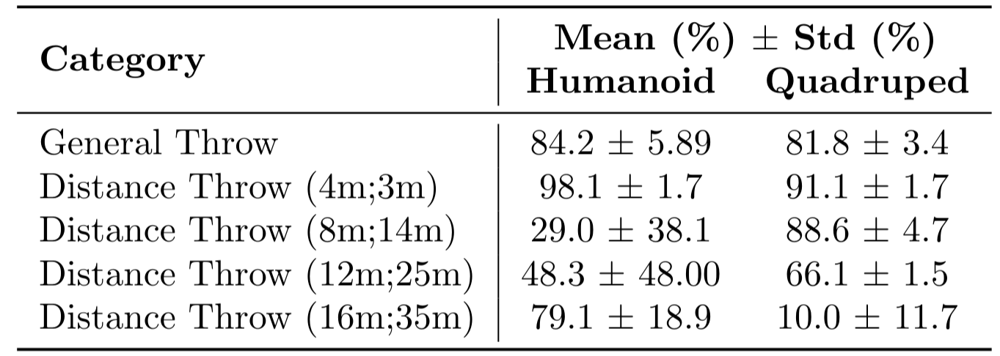 Mean (%) ± Std (%)
Category
Humanoid Quadruped
General Throw 84.2 ± 5.89 81.8 ± 3.4
Distance Throw (4m;3m) 98.1 ± 1.7 91.1 ± 1.7
Distance Throw (8m;14m) 29.0 ± 38.1 88.6 ± 4.7
Distance Throw (12m;25m) 48.3 ± 48.00 66.1 ± 1.5
Distance Throw (16m;35m) 79.1 ± 18.9 10.0 ± 11.7